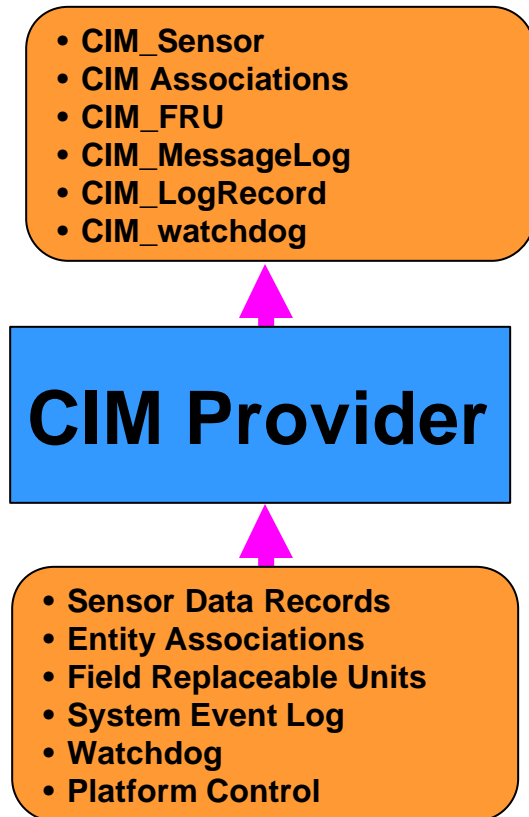 • CIM_Sensor
• CIM Associations
• CIM_FRU
• CIM_MessageLog
• CIM_LogRecord
• CIM_watchdog
CIM Provider
• Sensor Data Records
• Entity Associations
• Field Replaceable Units
• System Event Log
• Watchdog
• Platform Control